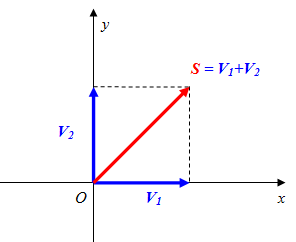 y
S = V₁+V₂
V₂
O
V₁
x